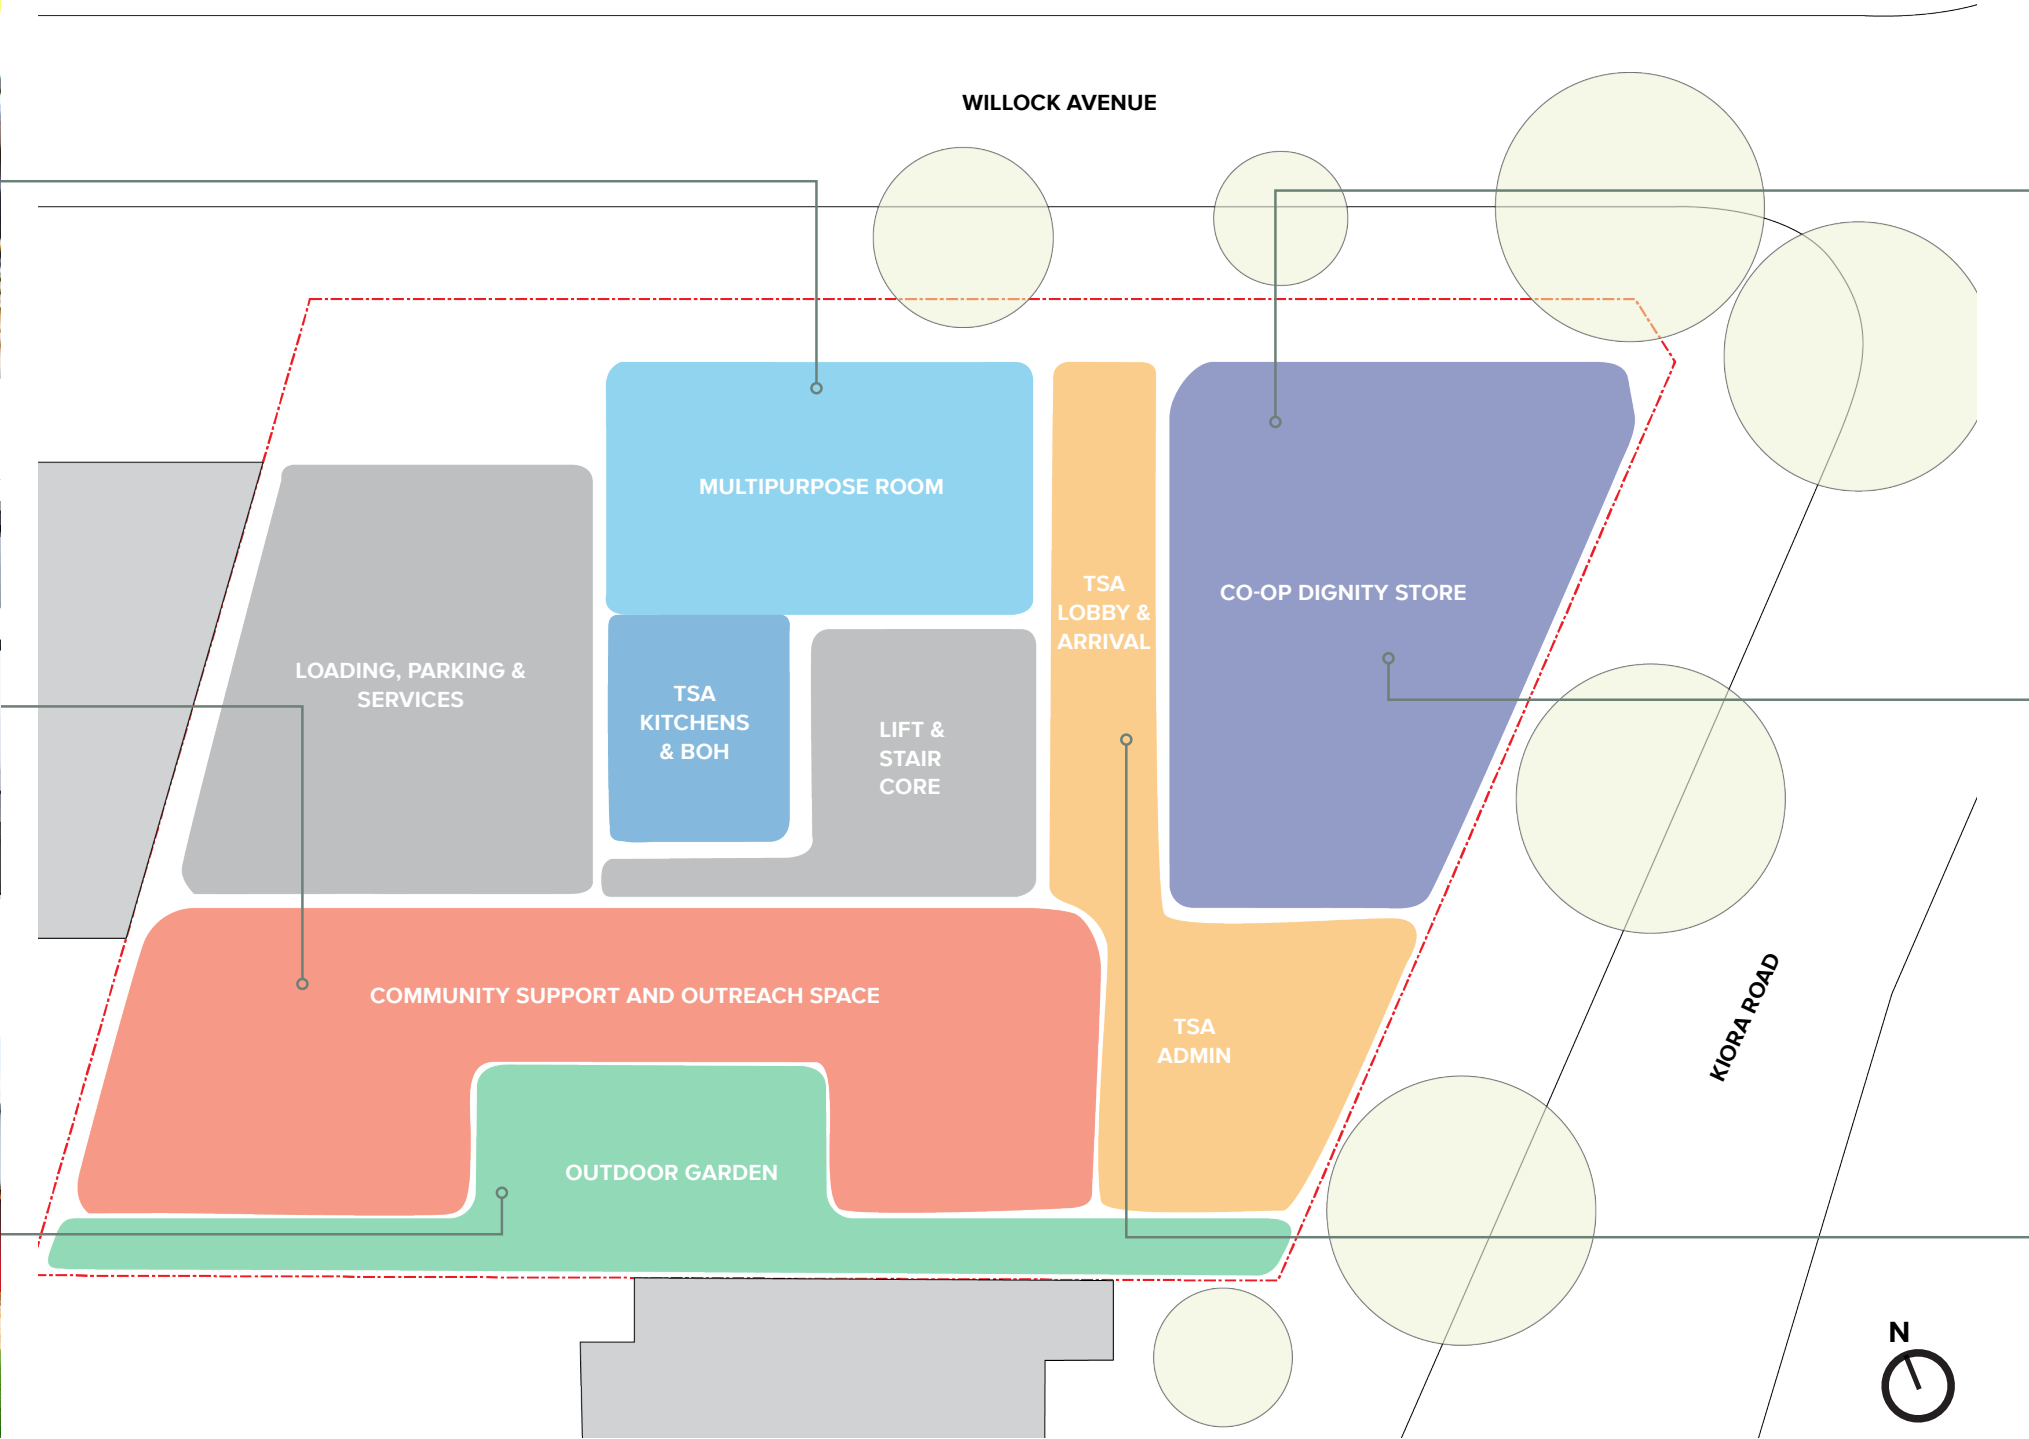 WILLOCK AVENUE
MULTIPURPOSE ROOM
TSA
LOBBY &
ARRIVAL
CO-OP DIGNITY STORE
LOADING, PARKING &
SERVICES
TSA
KITCHENS
& BOH
LIFT &
STAIR
CORE
COMMUNITY SUPPORT AND OUTREACH SPACE
TSA
ADMIN
KIORA ROAD
OUTDOOR GARDEN
N